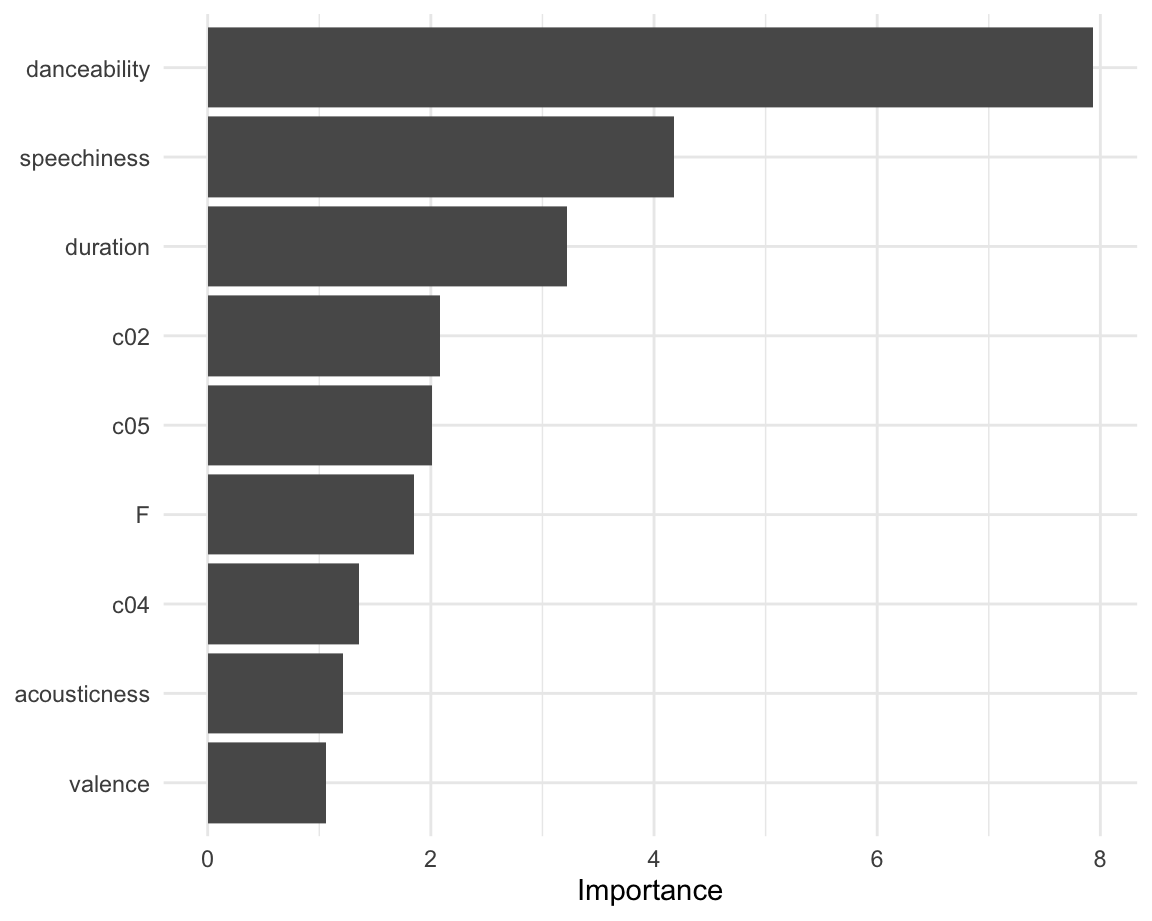 danceability
speechiness
duration
c02
c05
F
c04
acousticness
valence
0 2 4 6 8
Importance